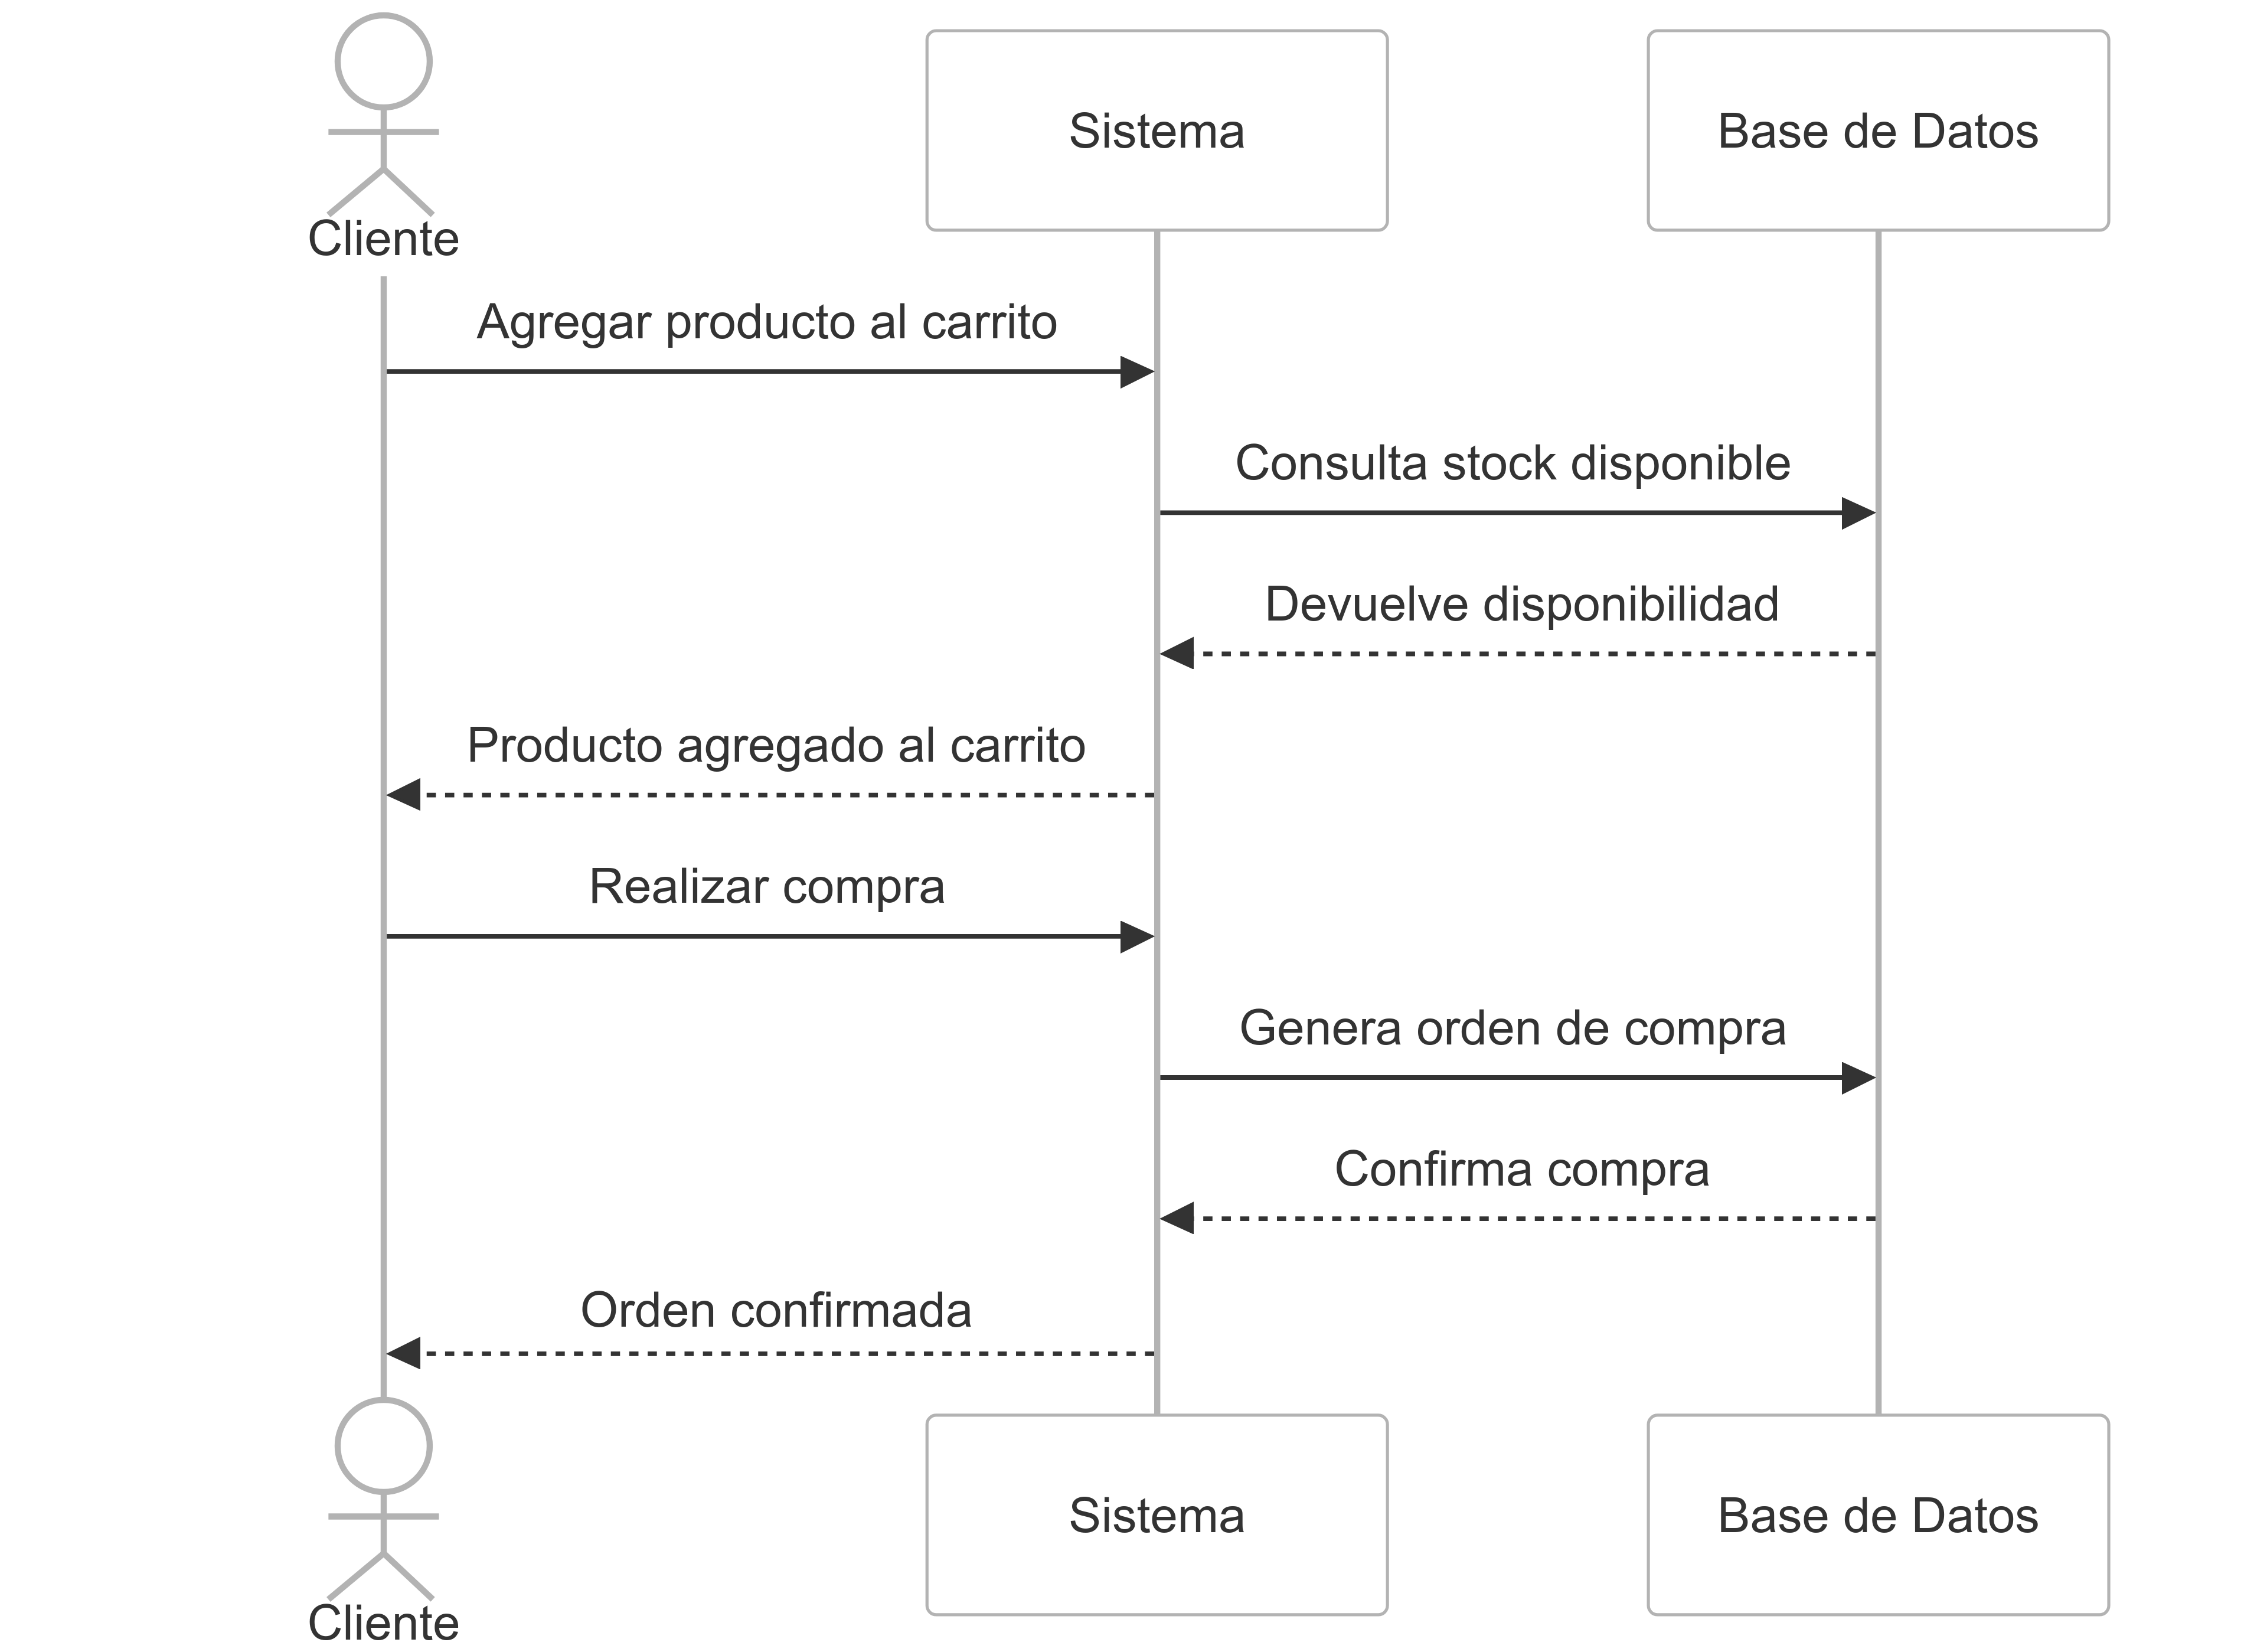 Cliente
Sistema
Base de Datos
Agregar producto al carrito
Consulta stock disponible
Devuelve disponibilidad
Producto agregado al carrito
Realizar compra
Genera orden de compra
Confirma compra
Orden confirmada
Cliente
Sistema
Base de Datos